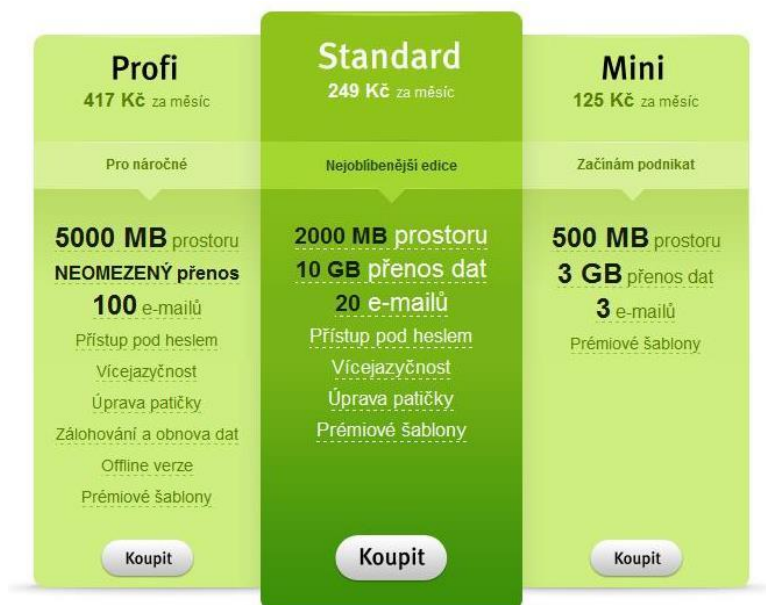 Profi
417 Kč za měsíc
Pro náročné
5000 MB prostoru
NEOMEZENÝ přenos
100 e-mailů
Přístup pod heslem
Vícejazyčnost
Úprava patičky
Zálohování a obnova dat
Offline verze
Prémiové šablony
Koupit
Standard
249 Kč za měsíc
Nejoblíbenější edice
2000 MB prostoru
10 GB přenos dat
20 e-mailů
Přístup pod heslem
Vícejazyčnost
Úprava patičky
Prémiové šablony
Koupit
Mini
125 Kč za měsíc
Začínám podnikat
500 MB prostoru
3 GB přenos dat
3 e-mailů
Prémiové šablony
Koupit